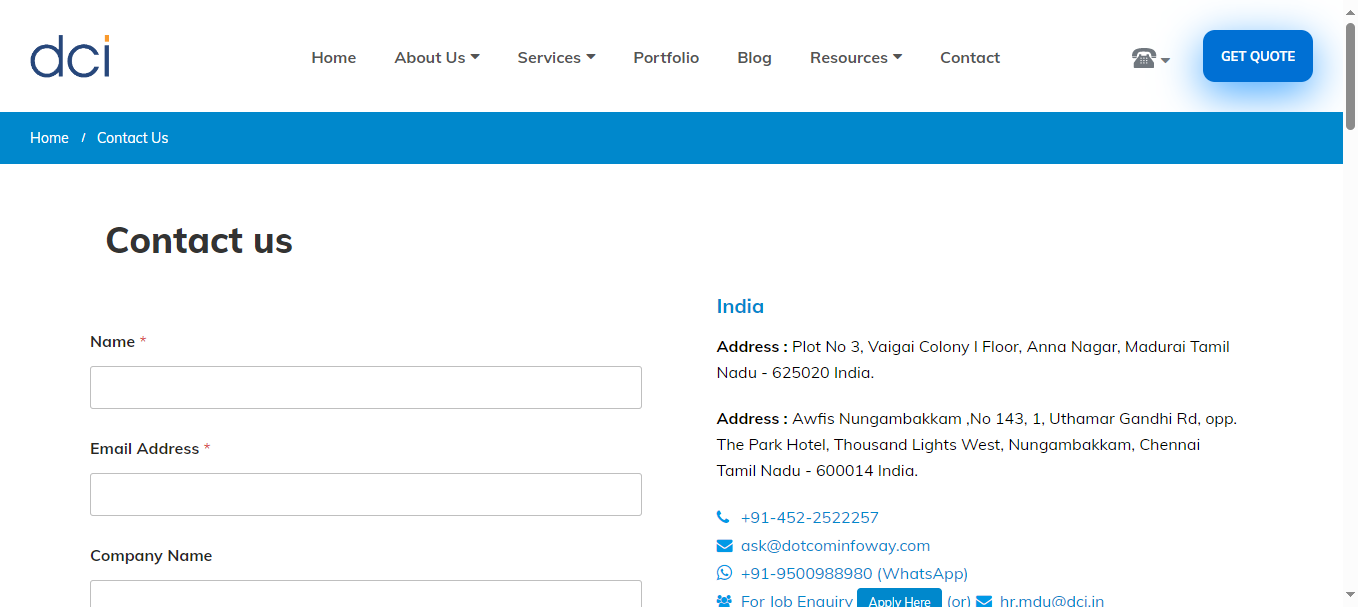 dci
Home About Us Services Portfolio Blog Resources Contact
GET QUOTE
Home / Contact Us
Contact us
Name *
Email Address *
Company Name
India
Address : Plot No 3, Vaigai Colony I Floor, Anna Nagar, Madurai Tamil
Nadu - 625020 India.
Address : Awfis Nungambakkam ,No 143, 1, Uthamar Gandhi Rd, opp.
The Park Hotel, Thousand Lights West, Nungambakkam, Chennai
Tamil Nadu - 600014 India.
+91-452-2522257
ask@dotcominfoway.com
+91-9500988980 (WhatsApp)
For Job Enquiry Apply Here (or) hr.mdu@dci.in